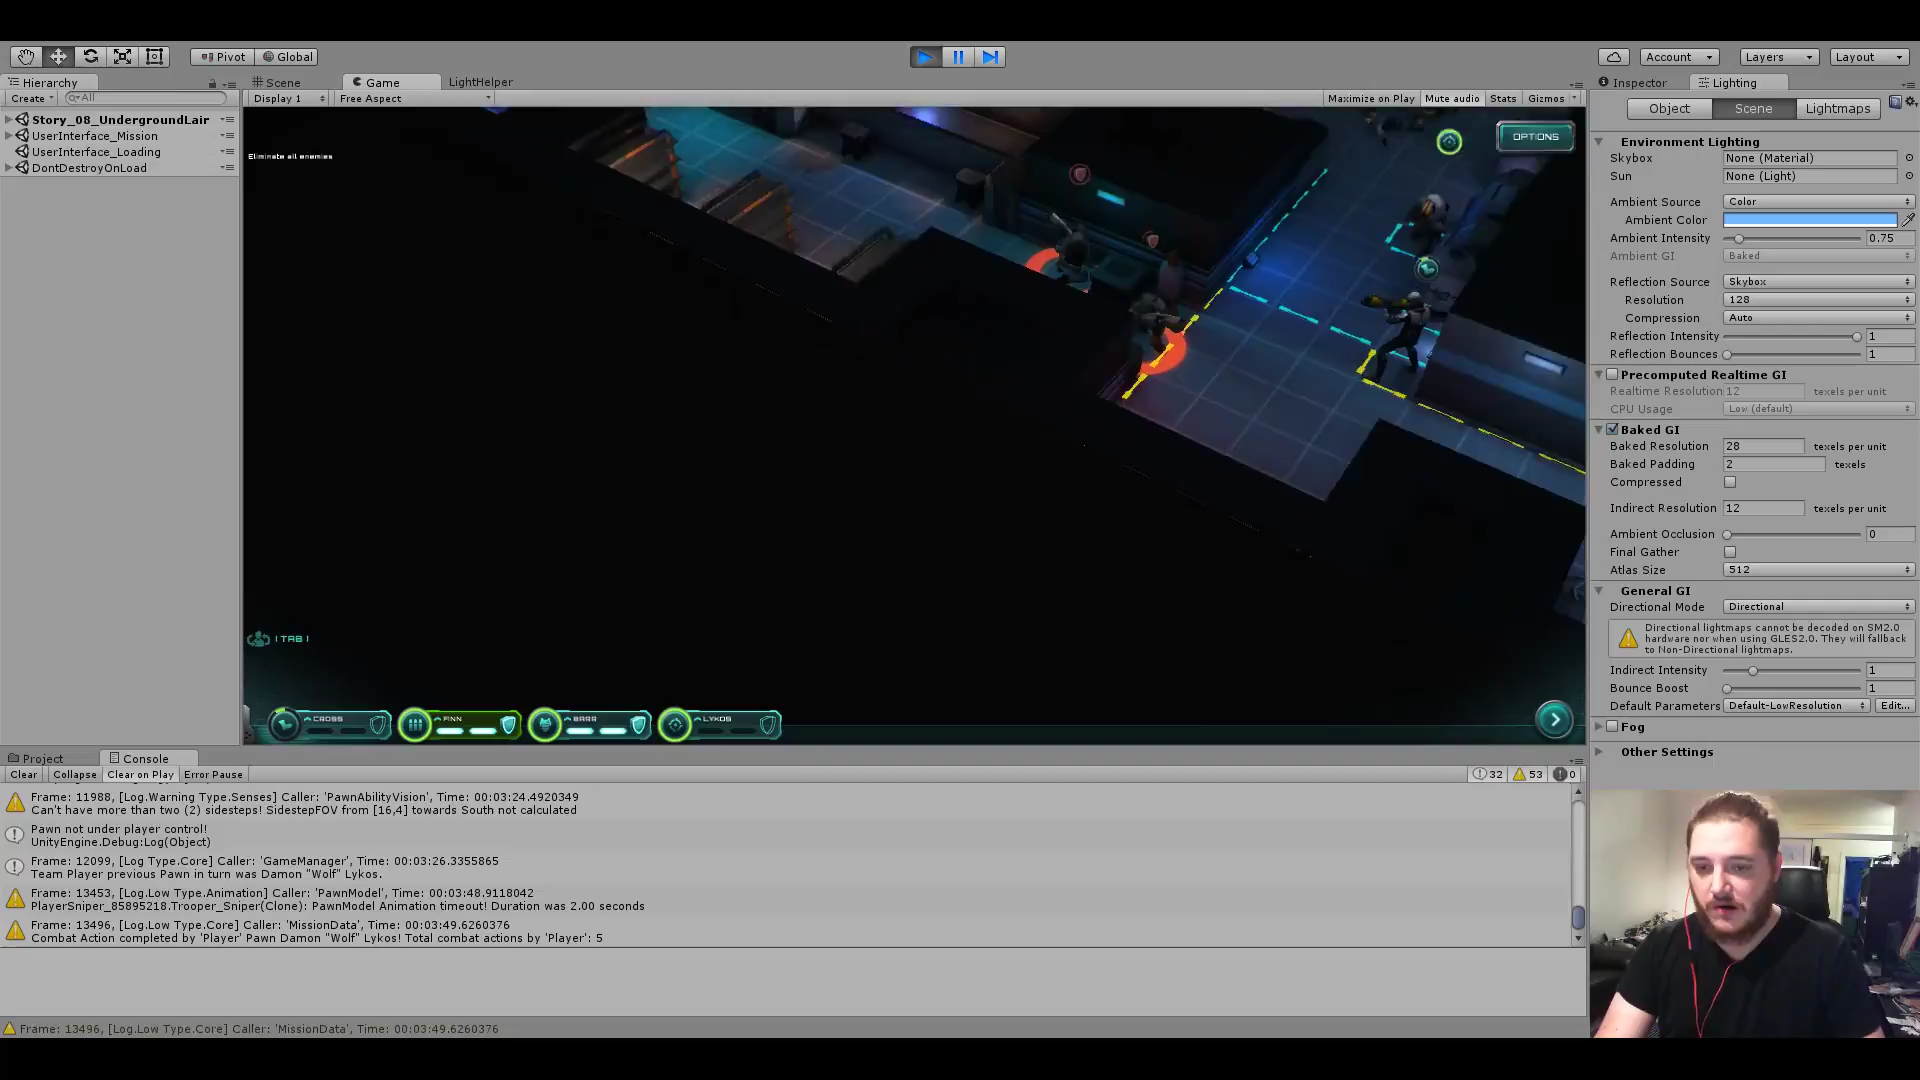 Pivot Global
Account Layers Layout
Hierarchy
Create All
Story_08_UndergroundLair
UserInterface_Mission
UserInterface_Loading
DontDestroyOnLoad
Scene Game LightHelper
Display 1 Free Aspect Maximize on Play Mute audio Stats Gizmos
Eliminate all enemies
OPTIONS
[TAB]
CROSS FINN BARR LYKOS
Inspector Lighting
Object Scene Lightmaps
Environment Lighting
Skybox None (Material)
Sun None (Light)
Ambient Source Color
Ambient Color
Ambient Intensity 0.75
Ambient GI Baked
Reflection Source Skybox
Resolution 128
Compression Auto
Reflection Intensity 1
Reflection Bounces 1
Precomputed Realtime GI
Realtime Resolution 12 texels per unit
CPU Usage Low (default)
Baked GI
Baked Resolution 28 texels per unit
Baked Padding 2 texels
Compressed
Indirect Resolution 12 texels per unit
Ambient Occlusion 0
Final Gather
Atlas Size 512
General GI
Directional Mode Directional
Directional lightmaps cannot be decoded on SM2.0
hardware nor when using GLES2.0. They will fallback
to Non-Directional lightmaps.
Indirect Intensity 1
Bounce Boost 1
Default Parameters Default-LowResolution Edit...
Fog
Other Settings
Project Console
Clear Collapse Clear on Play Error Pause 32 53 0
Frame: 11988, [Log.Warning Type.Senses] Caller: 'PawnAbilityVision', Time: 00:03:24.4920349
Can't have more than two (2) sidesteps! SidestepFOV from [16,4] towards South not calculated
Pawn not under player control!
UnityEngine.Debug:Log(Object)
Frame: 12099, [Log Type.Core] Caller: 'GameManager', Time: 00:03:26.3355865
Team Player previous Pawn in turn was Damon "Wolf" Lykos.
Frame: 13453, [Log.Low Type.Animation] Caller: 'PawnModel', Time: 00:03:48.9118042
PlayerSniper_85895218.Trooper_Sniper(Clone): PawnModel Animation timeout! Duration was 2.00 seconds
Frame: 13496, [Log.Low Type.Core] Caller: 'MissionData', Time: 00:03:49.6260376
Combat Action completed by 'Player' Pawn Damon "Wolf" Lykos! Total combat actions by 'Player': 5
Frame: 13496, [Log.Low Type.Core] Caller: 'MissionData', Time: 00:03:49.6260376